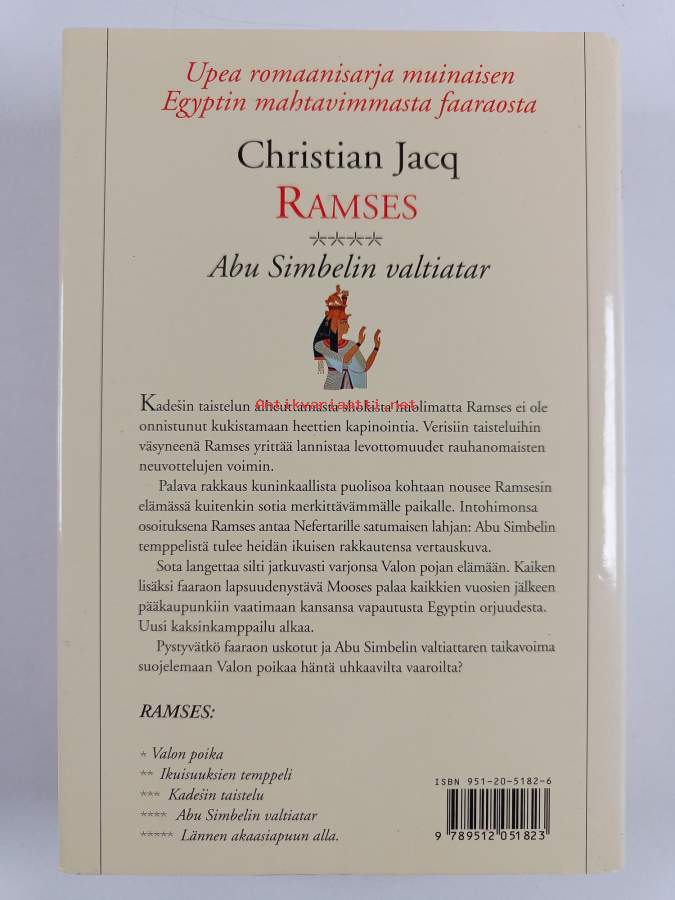 Upea romaanisarja muinaisen
Egyptin mahtavimmasta faaraosta
Christian Jacq
RAMSES
****
Abu Simbelin valtiatar
Kadešin taistelun aiheuttamasta shokista huolimatta Ramses ei ole
Antikvariaatti.net
onnistunut kukistamaan heettien kapinointia. Verisiin taisteluihin
väsyneenä Ramses yrittää lannistaa levottomuudet rauhanomaisten
neuvottelujen voimin.
Palava rakkaus kuninkaallista puolisoa kohtaan nousee Ramsesin
elämässä kuitenkin sotia merkittävämmälle paikalle. Intohimonsa
osoituksena Ramses antaa Nefertarille satumaisen lahjan: Abu Simbelin
temppelistä tulee heidän ikuisen rakkautensa vertauskuva.
Sota langettaa silti jatkuvasti varjonsa Valon pojan elämään. Kaiken
lisäksi faaraon lapsuudenystävä Mooses palaa kaikkien vuosien jälkeen
pääkaupunkiin vaatimaan kansansa vapautusta Egyptin orjuudesta.
Uusi kaksinkamppailu alkaa.
Pystyvätkö faaraon uskotut ja Abu Simbelin valtiattaren taikavoima
suojelemaan Valon poikaa häntä uhkaavilta vaaroilta?
RAMSES:
* Valon poika
** Ikuisuuksien temppeli
*** Kadešin taistelu
**** Abu Simbelin valtiatar
***** Lännen akaasiapuun alla.
ISBN 951-20-5182-6
9 789512 051823